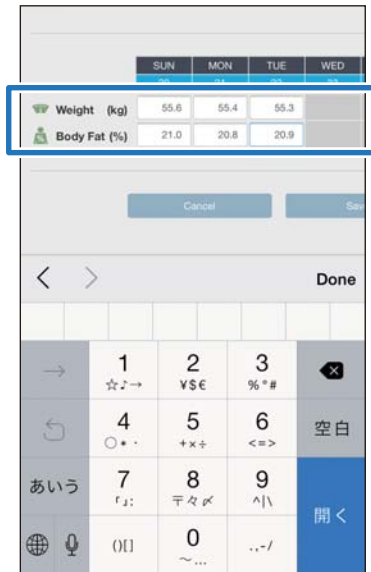 SUN MON TUE WED
Weight (kg) 55.6 55.4 55.3
Body Fat (%) 21.0 20.8 20.9
Cancel Sav
< > Done
→ 1 2 3
☆♪→ ¥$€ %°#
4 5 6 空白
○*・ +×÷ <=>
あいう 7 8 9
「」: 〒々〆 ^|\
開く
()[] 0 .,-/
~…